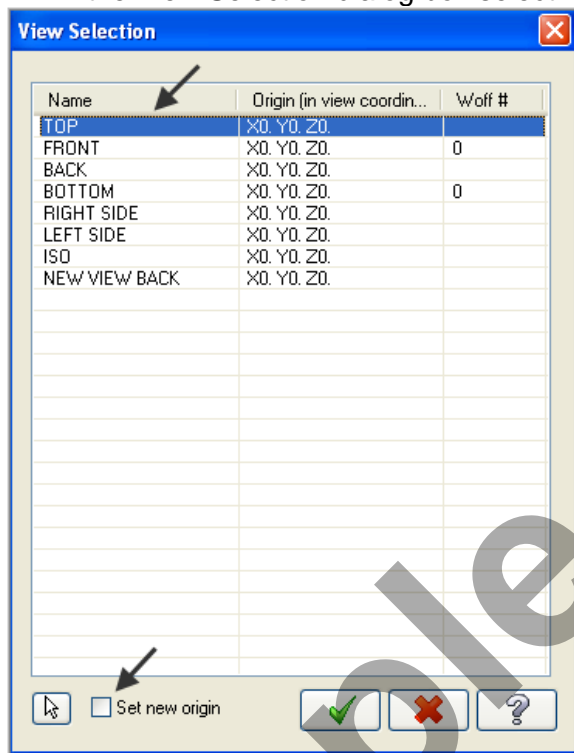 View Selection
Name Origin (in view coordin... Woff #
TOP X0. Y0. Z0.
FRONT X0. Y0. Z0. 0
BACK X0. Y0. Z0.
BOTTOM X0. Y0. Z0. 0
RIGHT SIDE X0. Y0. Z0.
LEFT SIDE X0. Y0. Z0.
ISO X0. Y0. Z0.
NEW VIEW BACK X0. Y0. Z0.
Set new origin